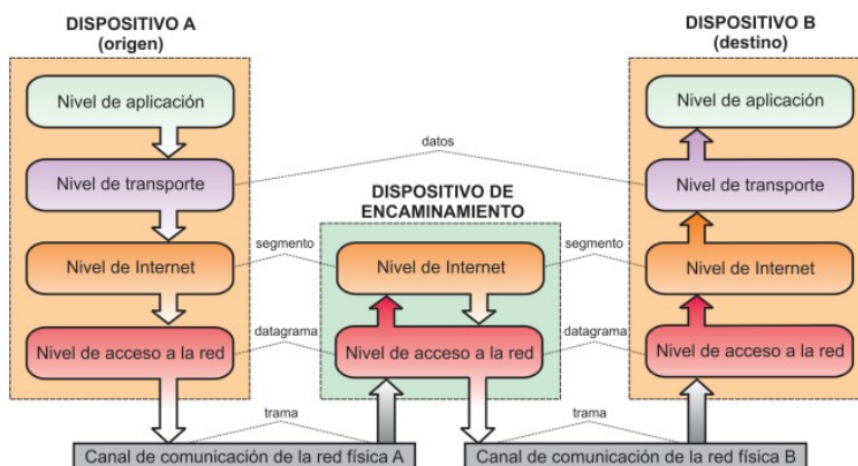 DISPOSITIVO A
(origen)
DISPOSITIVO B
(destino)
Nivel de aplicación
Nivel de aplicación
datos
Nivel de transporte
Nivel de transporte
DISPOSITIVO DE
ENCAMINAMIENTO
segmento
segmento
Nivel de Internet
Nivel de Internet
Nivel de Internet
datagrama
datagrama
Nivel de acceso a la red
Nivel de acceso a la red
Nivel de acceso a la red
trama
trama
Canal de comunicación de la red física A
Canal de comunicación de la red física B